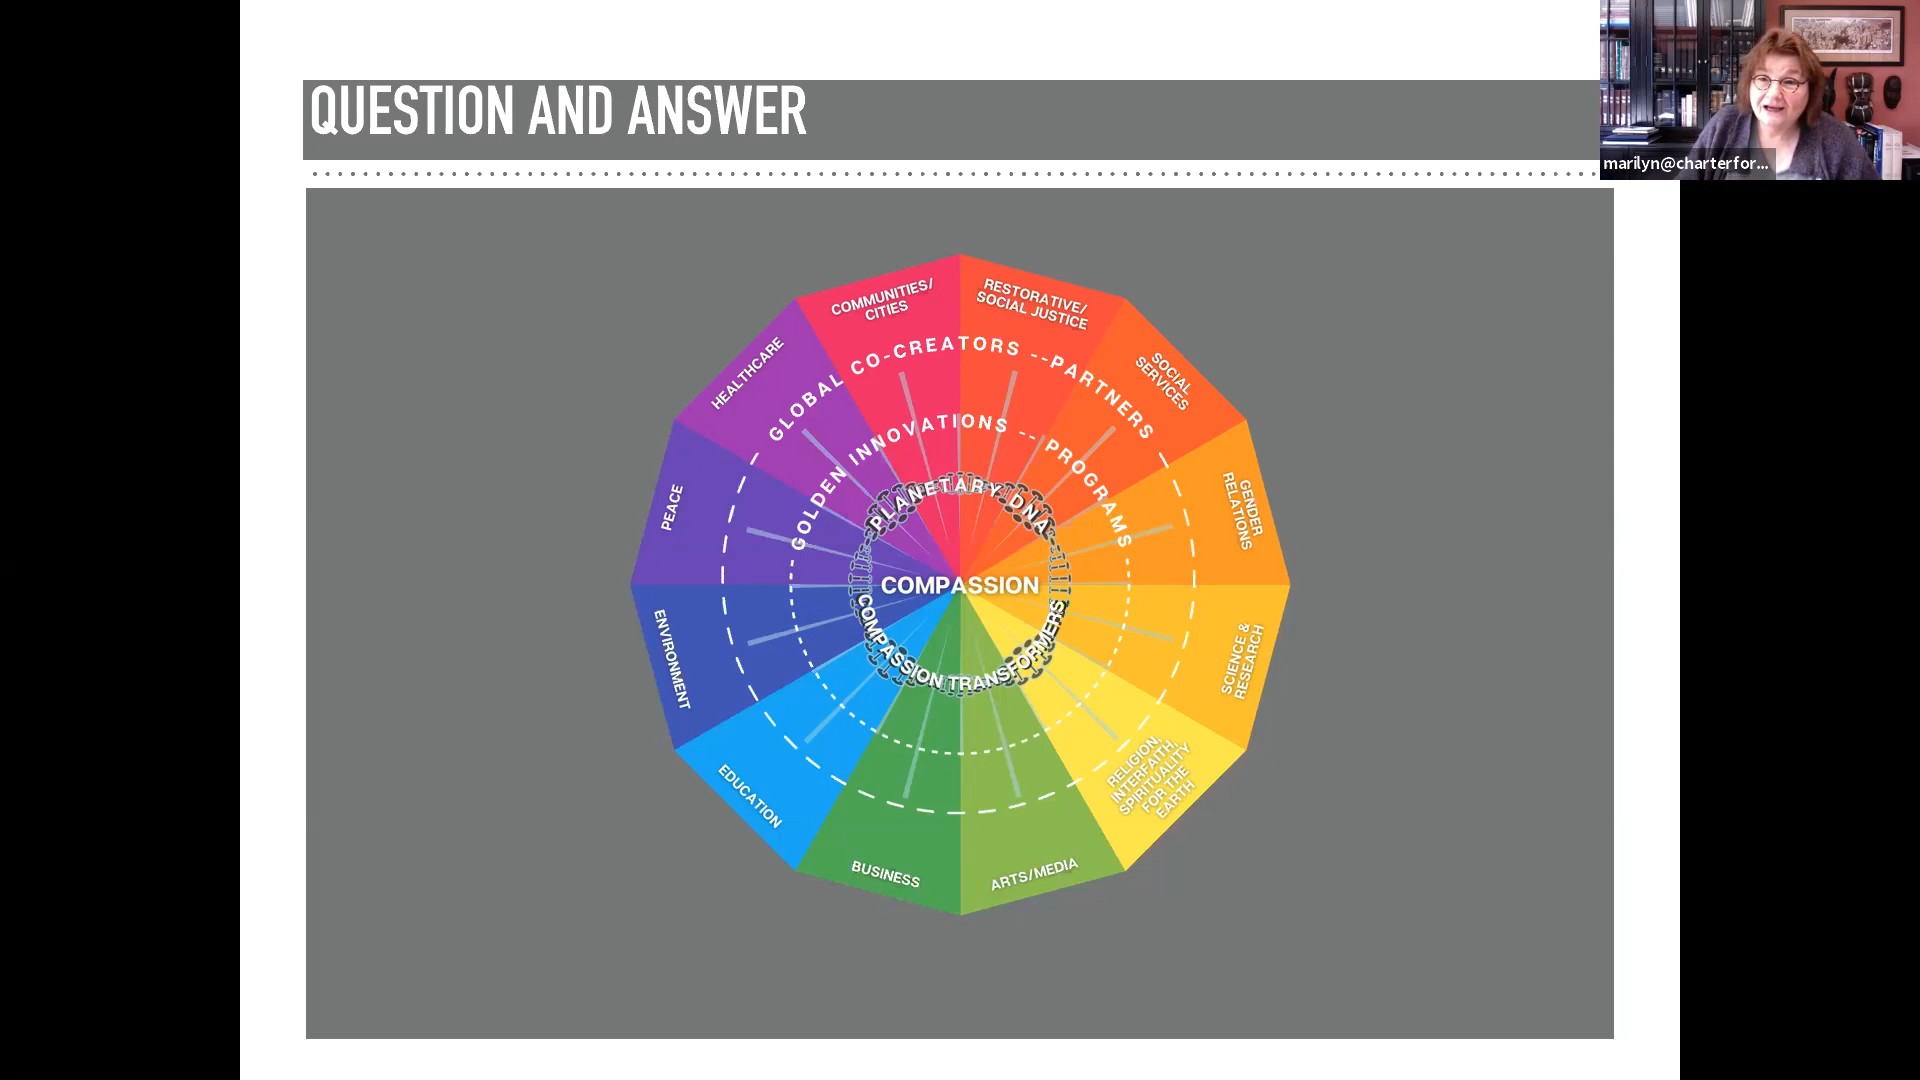 QUESTION AND ANSWER
marilyn@charterfor...
COMMUNITIES/
CITIES
RESTORATIVE/
SOCIAL JUSTICE
SOCIAL
SERVICES
GENDER
RELATIONS
SCIENCE &
RESEARCH
RELIGION,
INTERFAITH,
SPIRITUALITY
FOR THE
EARTH
ARTS/MEDIA
BUSINESS
EDUCATION
ENVIRONMENT
PEACE
HEALTHCARE
GLOBAL CO-CREATORS -- PARTNERS
GOLDEN INNOVATIONS -- PROGRAMS
PLANETARY DNA
COMPASSION
COMPASSION TRANSFORMERS